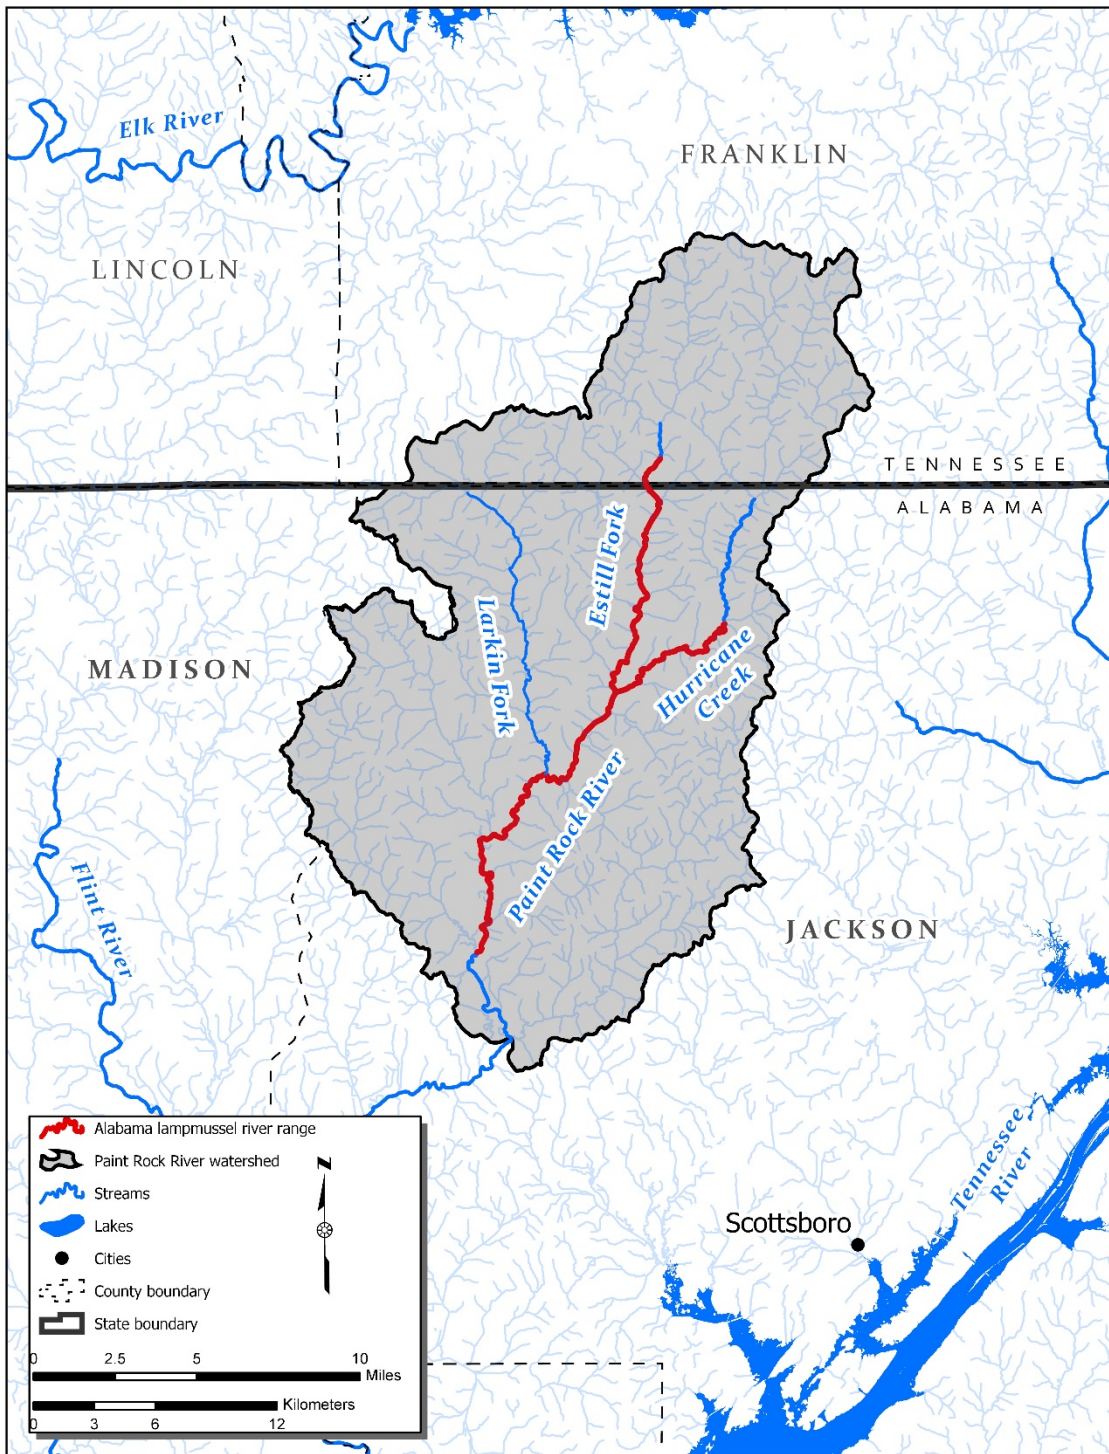 Elk River
FRANKLIN
LINCOLN
TENNESSEE
ALABAMA
Estill Fork
Larkin Fork
Hurricane
Creek
MADISON
Paint Rock River
Flint River
JACKSON
Tennessee
River
Scottsboro
Alabama lampmussel river range
Paint Rock River watershed
Streams
Lakes
Cities
County boundary
State boundary
N
0 2.5 5 10
Miles
Kilometers
0 3 6 12